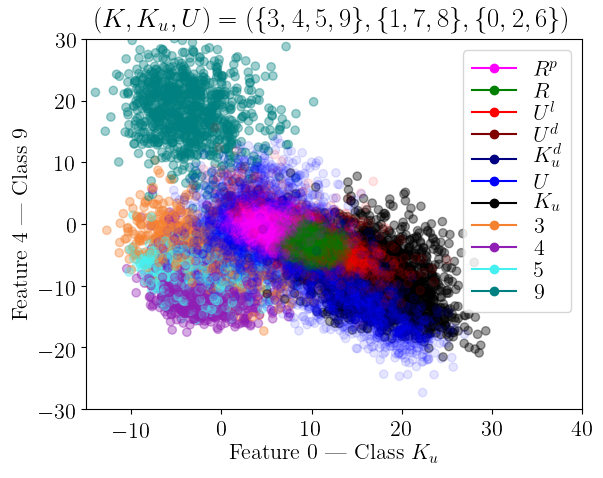 (K, K_u, U) = ({3, 4, 5, 9}, {1, 7, 8}, {0, 2, 6})
Feature 4 — Class 9
30
20
10
0
−10
−20
−30
R^p
R
U^l
U^d
K_u^d
U
K_u
3
4
5
9
−10 0 10 20 30 40
Feature 0 — Class K_u